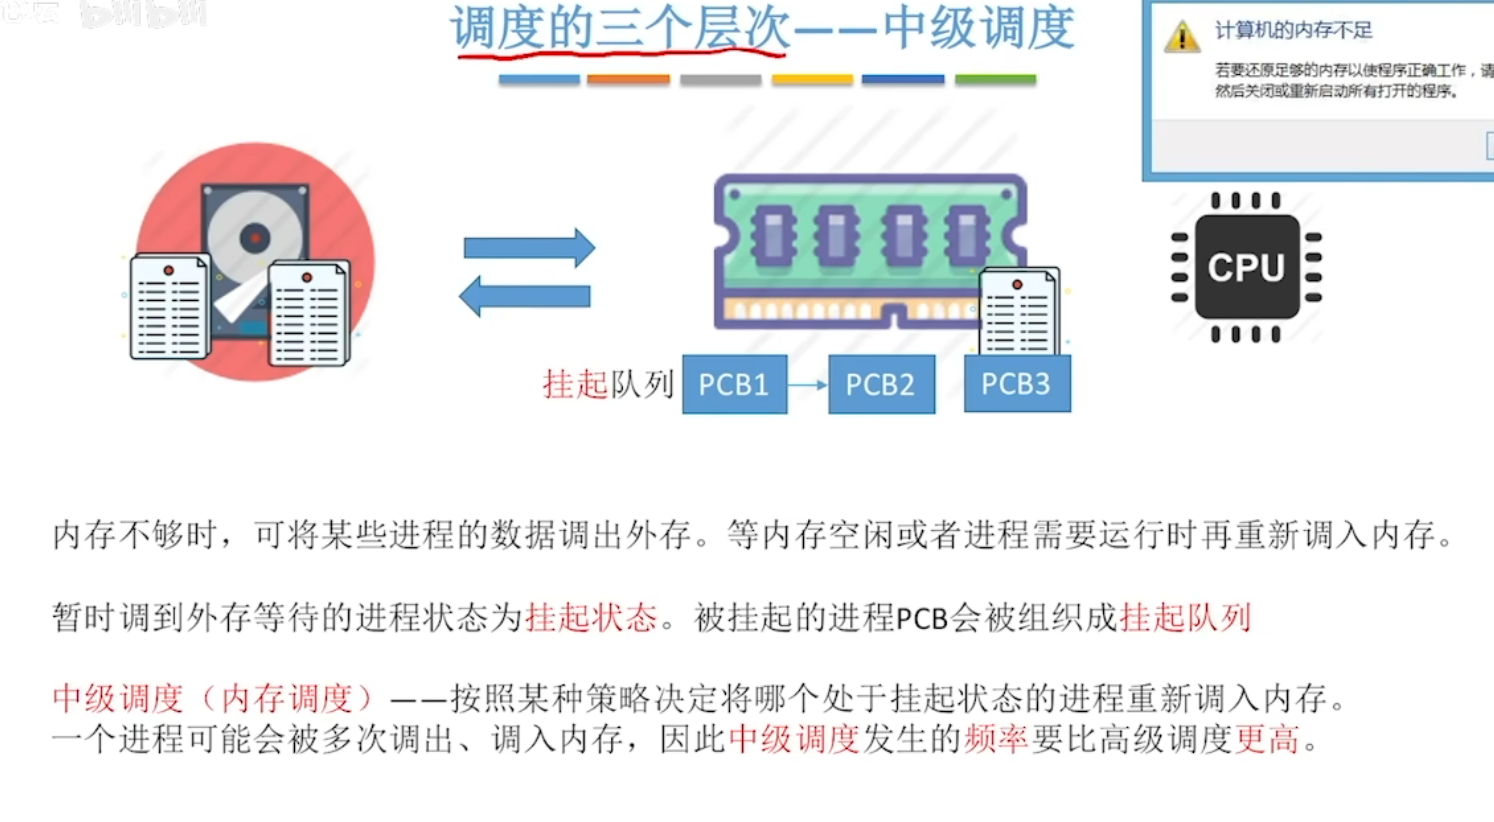 bilibili
调度的三个层次——中级调度
计算机的内存不足
若要还原足够的内存以使程序正确工作，请
然后关闭或重新启动所有打开的程序。
CPU
挂起队列
PCB1
PCB2
PCB3
内存不够时，可将某些进程的数据调出外存。等内存空闲或者进程需要运行时再重新调入内存。
暂时调到外存等待的进程状态为挂起状态。被挂起的进程PCB会被组织成挂起队列
中级调度（内存调度）——按照某种策略决定将哪个处于挂起状态的进程重新调入内存。
一个进程可能会被多次调出、调入内存，因此中级调度发生的频率要比高级调度更高。